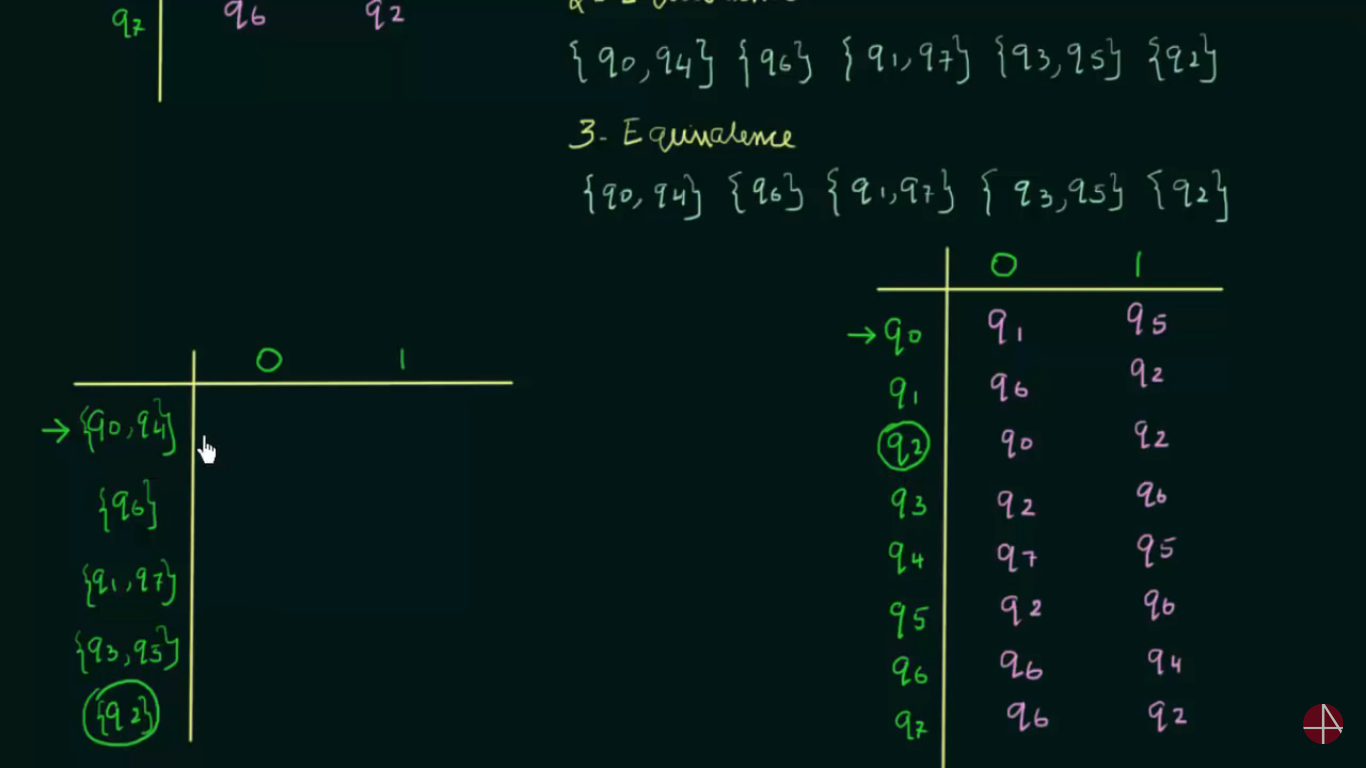 q7 q6 q2
{q0,q4} {q6} {q1,q7} {q3,q5} {q2}
3- Equivalence
{q0,q4} {q6} {q1,q7} {q3,q5} {q2}
0 1
→{q0,q4}
{q6}
{q1,q7}
{q3,q5}
{q2}
0 1
→q0 q1 q5
q1 q6 q2
q2 q0 q2
q3 q2 q6
q4 q7 q5
q5 q2 q6
q6 q6 q4
q7 q6 q2